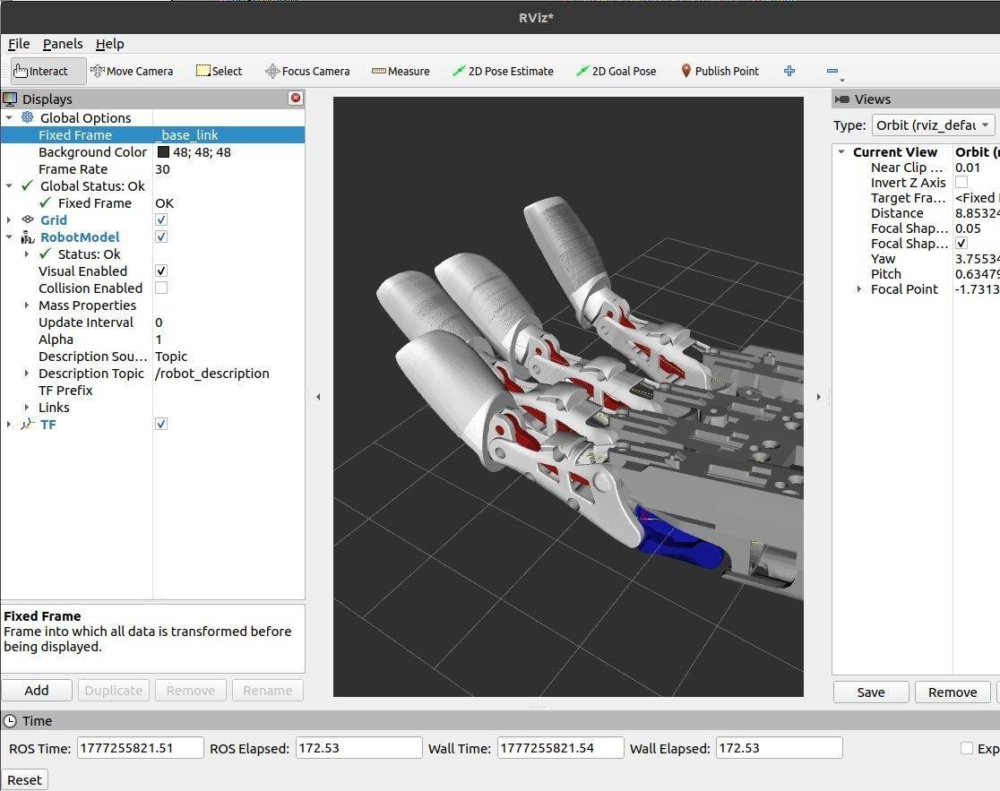 RViz*
File Panels Help
Interact Move Camera Select Focus Camera Measure 2D Pose Estimate 2D Goal Pose Publish Point
Displays
Global Options
Fixed Frame _base_link
Background Color 48; 48; 48
Frame Rate 30
Global Status: Ok
Fixed Frame OK
Grid
RobotModel
Status: Ok
Visual Enabled
Collision Enabled
Mass Properties
Update Interval 0
Alpha 1
Description Sou... Topic
Description Topic /robot_description
TF Prefix
Links
TF
Fixed Frame
Frame into which all data is transformed before
being displayed.
Add Duplicate Remove Rename
Views
Type: Orbit (rviz_defau
Current View Orbit (r
Near Clip ... 0.01
Invert Z Axis
Target Fra... <Fixed
Distance 8.8532
Focal Shap... 0.05
Focal Shap...
Yaw 3.7553
Pitch 0.6347
Focal Point -1.7313
Save Remove
Time
ROS Time: 1777255821.51 ROS Elapsed: 172.53 Wall Time: 1777255821.54 Wall Elapsed: 172.53 Exp
Reset